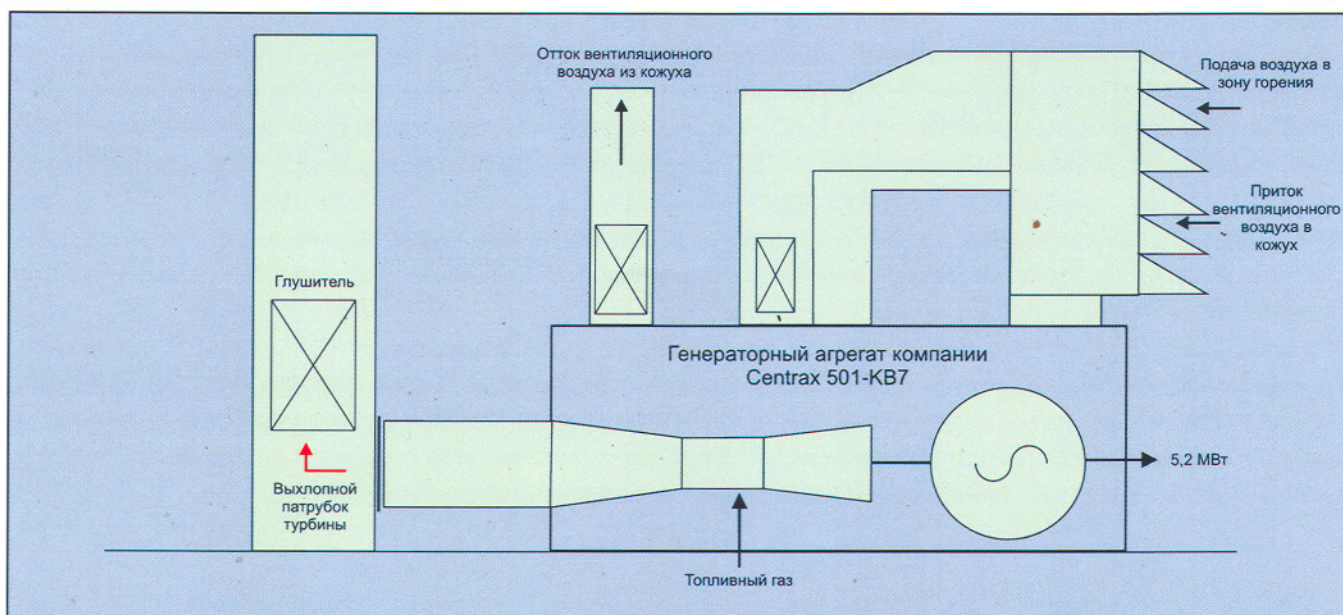 Отток вентиляционного
воздуха из кожуха
Подача воздуха в
зону горения
Приток
вентиляционного
воздуха в
кожух
Глушитель
Генераторный агрегат компании
Centrax 501-KB7
5,2 МВт
Выхлопной
патрубок
турбины
Топливный газ